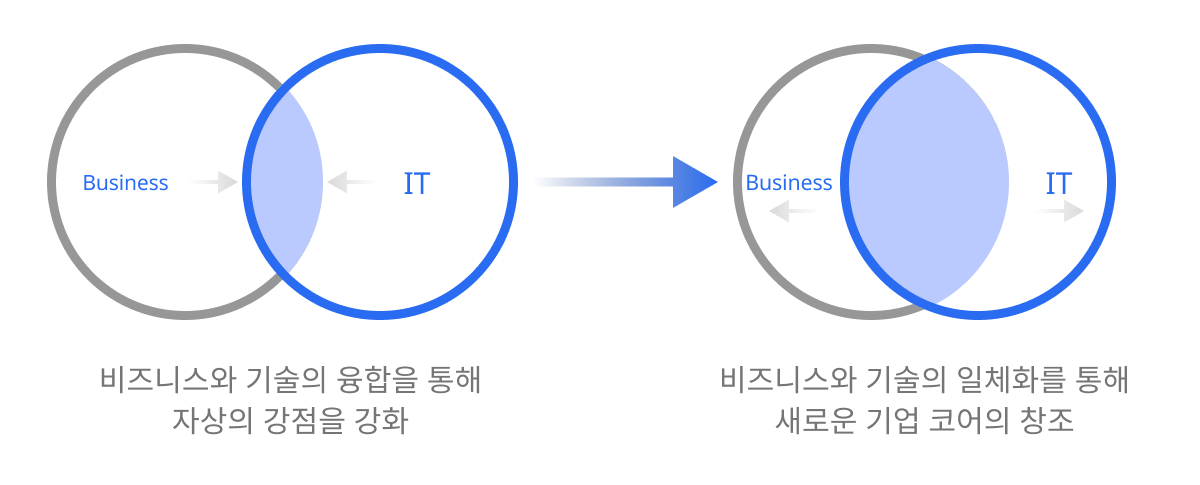 Business
IT
Business
IT
비즈니스와 기술의 융합을 통해
자상의 강점을 강화
비즈니스와 기술의 일체화를 통해
새로운 기업 코어의 창조